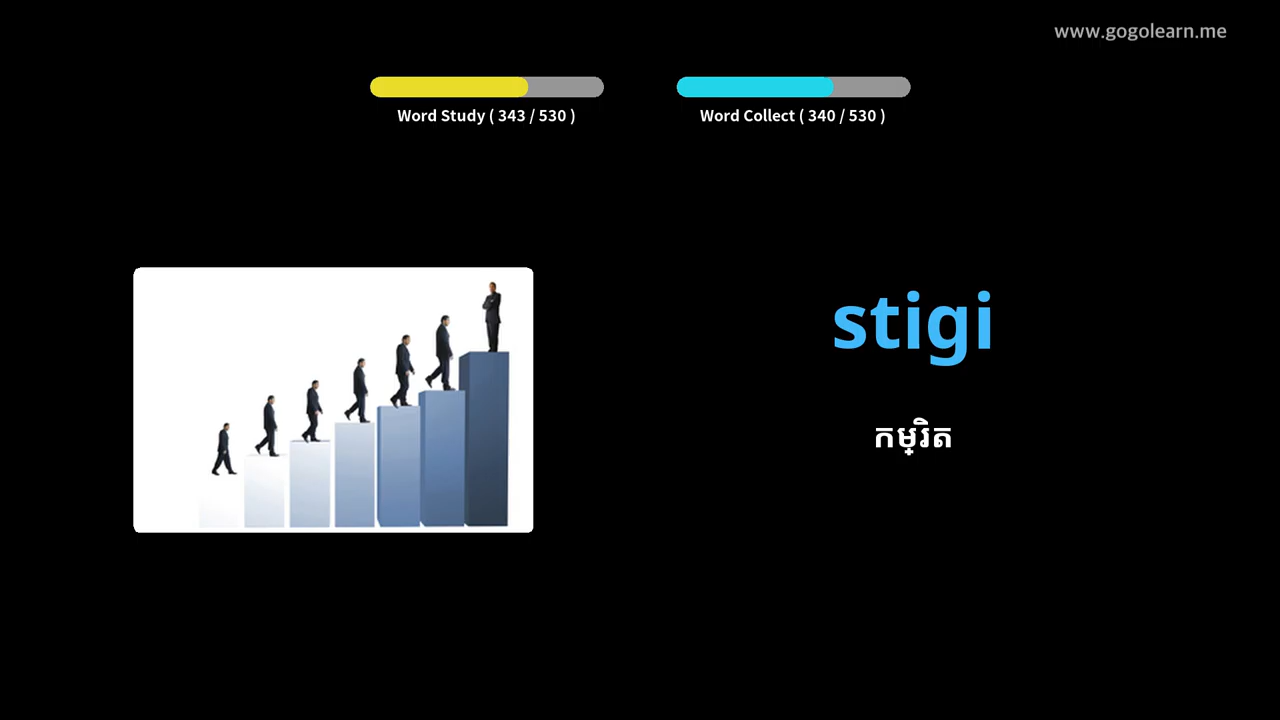 www.gogolearn.me
Word Study ( 343 / 530 )
Word Collect ( 340 / 530 )
stigi
កម្រិត